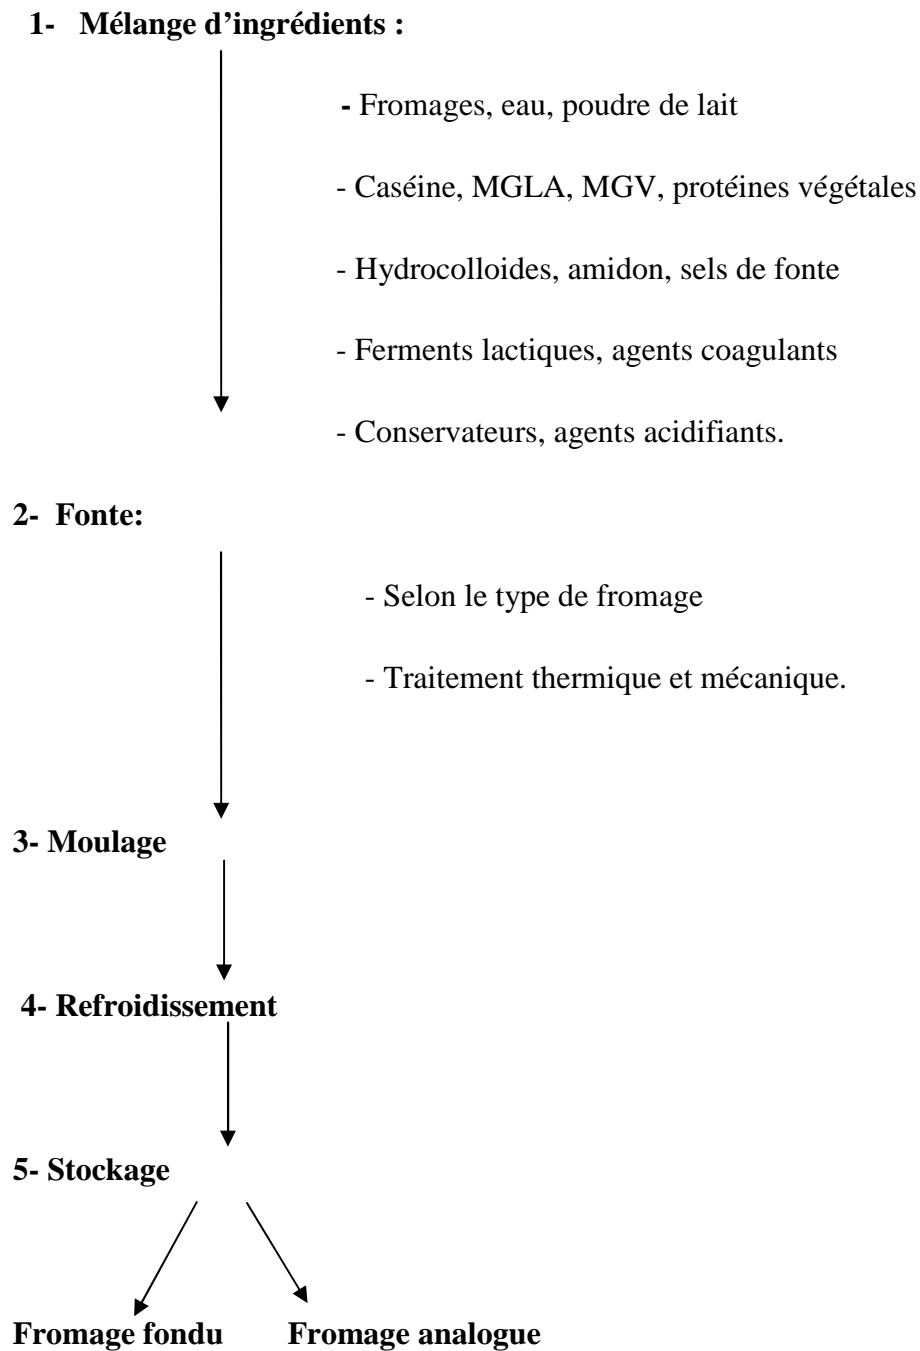 1- Mélange d’ingrédients :
- Fromages, eau, poudre de lait
- Caséine, MGLA, MGV, protéines végétales
- Hydrocolloides, amidon, sels de fonte
- Ferments lactiques, agents coagulants
- Conservateurs, agents acidifiants.
2- Fonte:
- Selon le type de fromage
- Traitement thermique et mécanique.
3- Moulage
4- Refroidissement
5- Stockage
Fromage fondu Fromage analogue